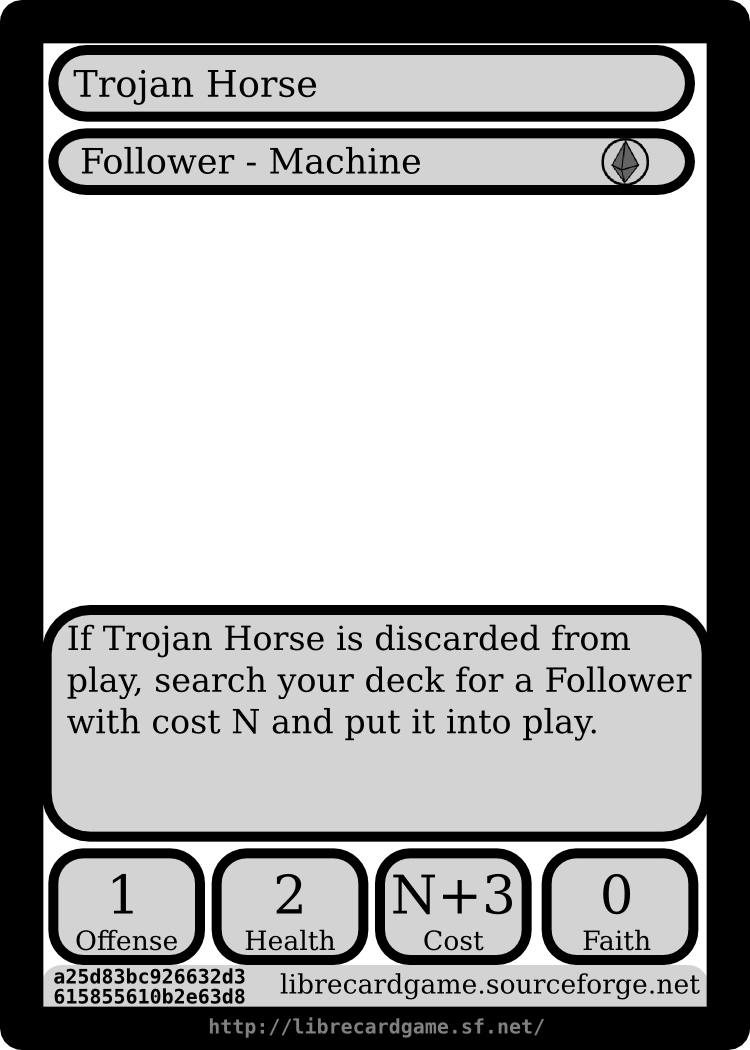 Trojan Horse
Follower - Machine
If Trojan Horse is discarded from
play, search your deck for a Follower
with cost N and put it into play.
1 2 N+3 0
Offense Health Cost Faith
a25d83bc926632d3
615855610b2e63d8
librecardgame.sourceforge.net
http://librecardgame.sf.net/